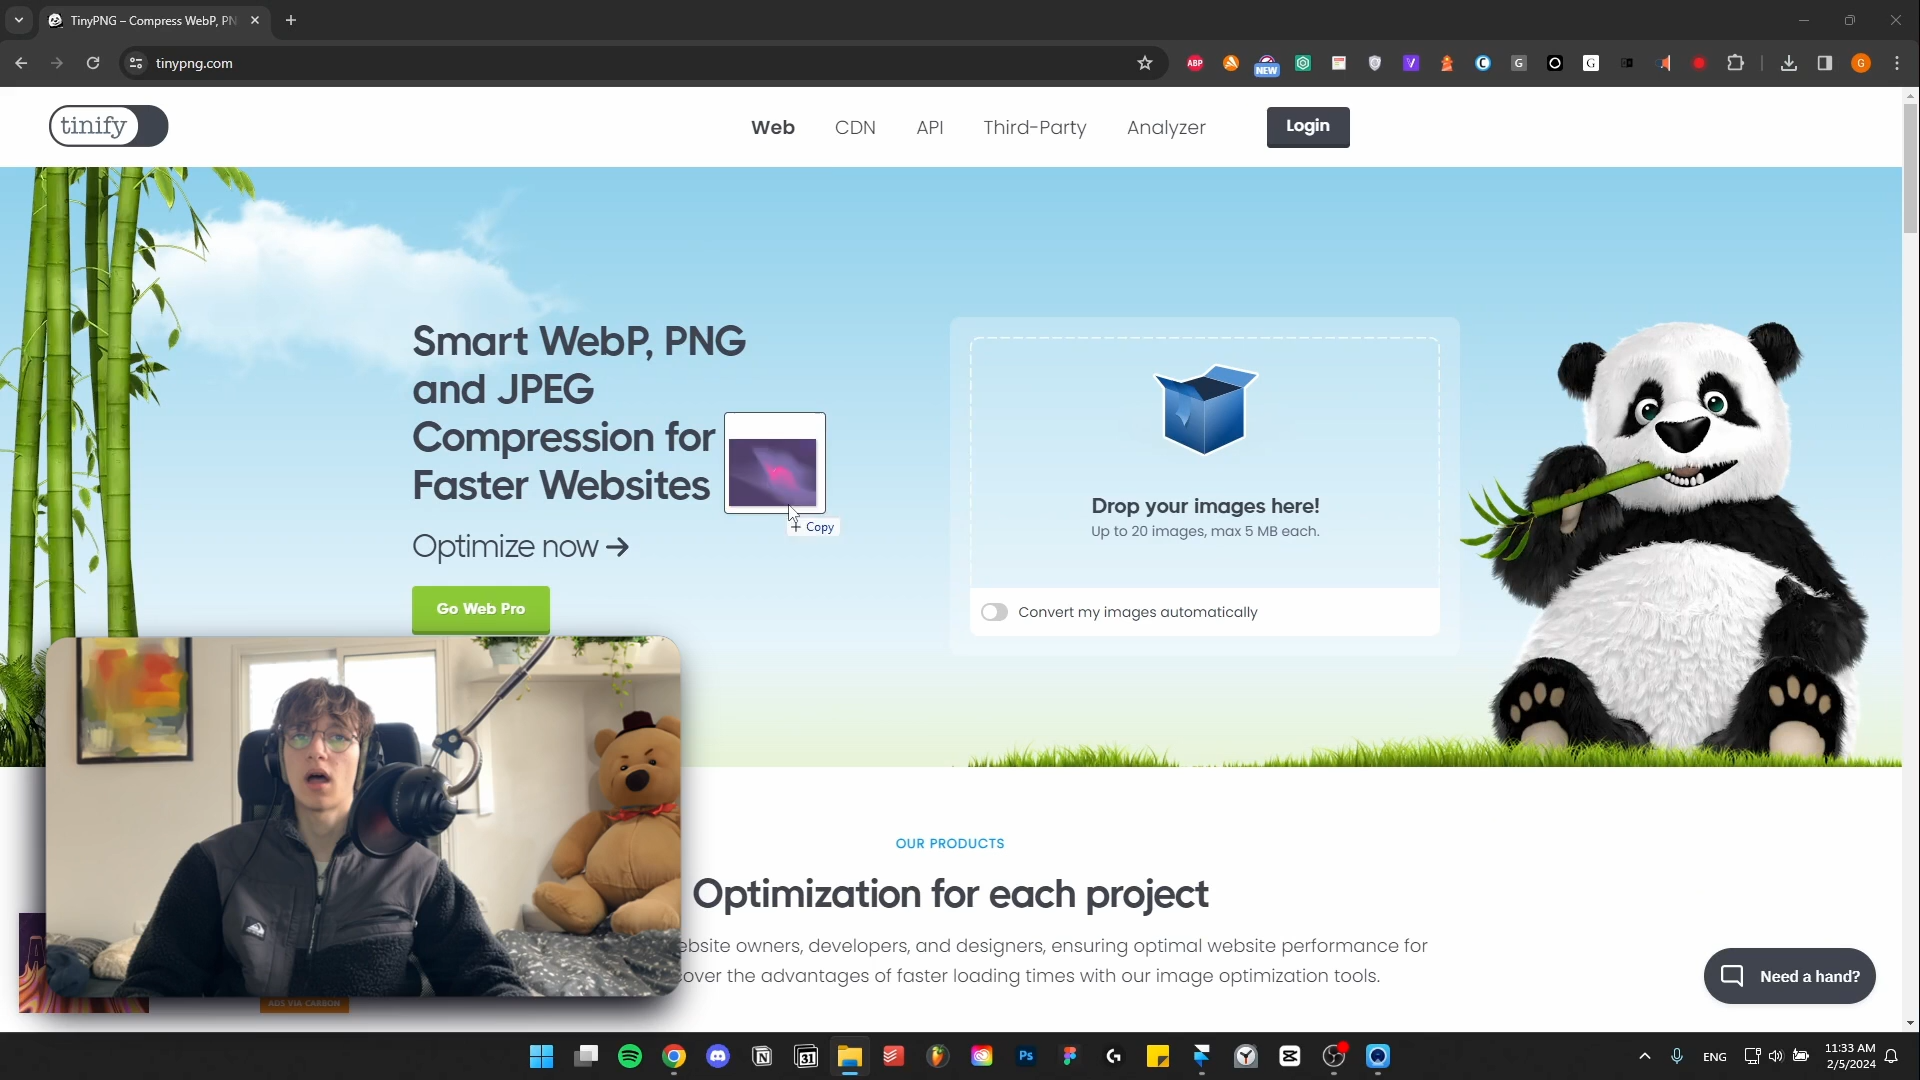 TinyPNG – Compress WebP, PN
tinypng.com
ABP
NEW
tinify
Web
CDN
API
Third-Party
Analyzer
Login
Smart WebP, PNG
and JPEG
Compression for
Faster Websites
Copy
Optimize now
Go Web Pro
Drop your images here!
Up to 20 images, max 5 MB each.
Convert my images automatically
OUR PRODUCTS
Optimization for each project
ebsite owners, developers, and designers, ensuring optimal website performance for
cover the advantages of faster loading times with our image optimization tools.
ADS VIA CARBON
Need a hand?
31
Ps
ENG
11:33 AM
2/5/2024